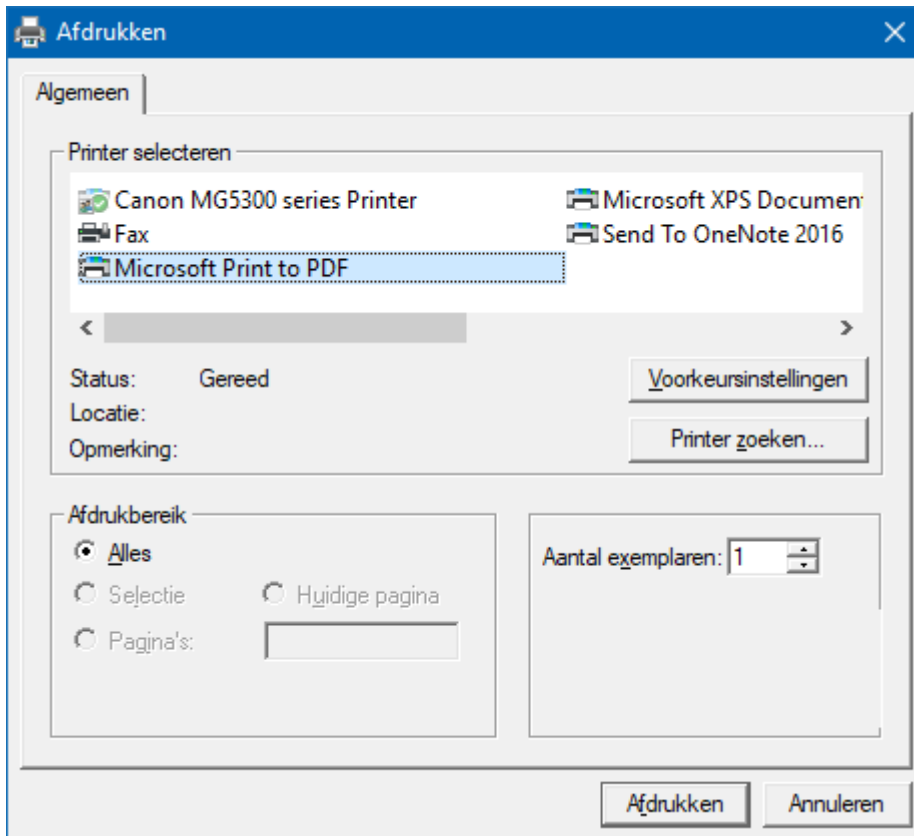 Afdrukken
Algemeen
Printer selecteren
Canon MG5300 series Printer
Fax
Microsoft Print to PDF
Microsoft XPS Documen
Send To OneNote 2016
Status: Gereed
Locatie:
Opmerking:
Voorkeursinstellingen
Printer zoeken...
Afdrukbereik
Alles
Selectie
Huidige pagina
Pagina's:
Aantal exemplaren: 1
Afdrukken
Annuleren